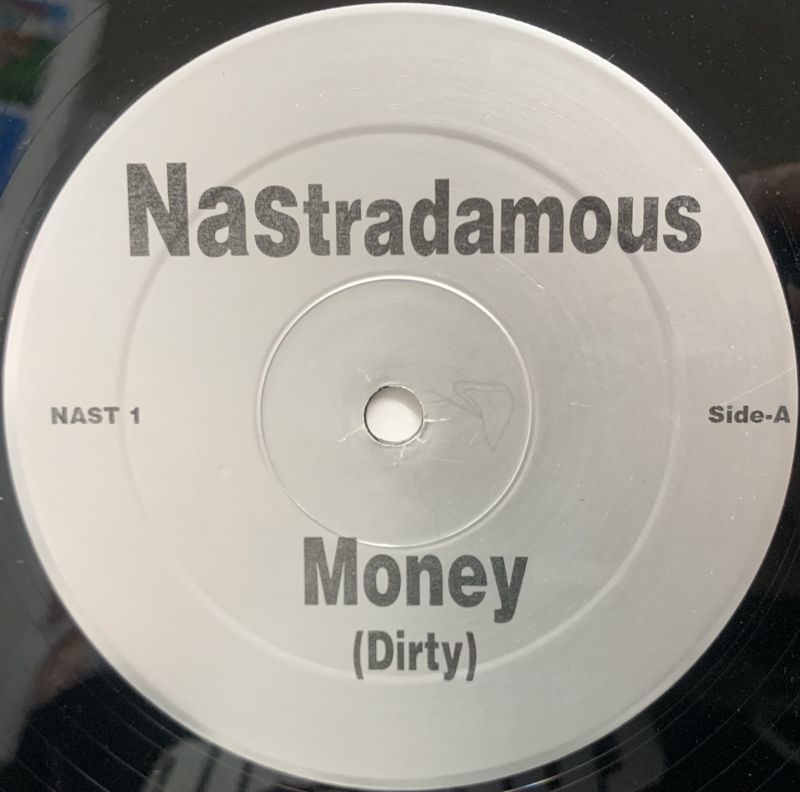 Nastradamous
NAST 1
Side-A
Money
(Dirty)